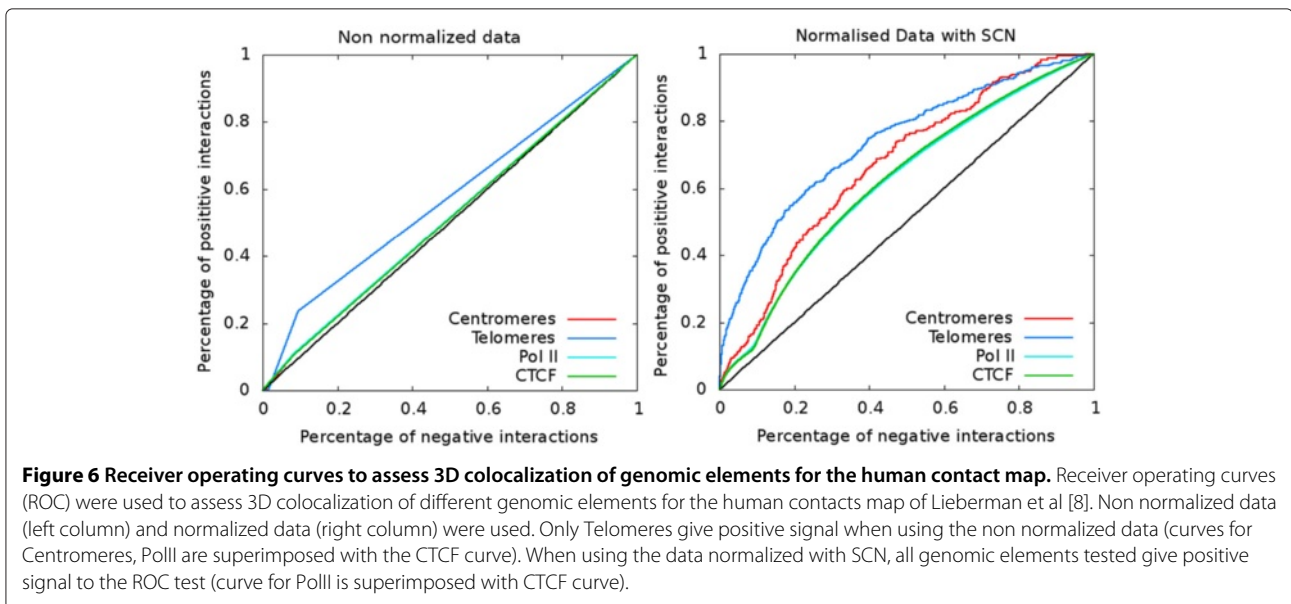 Non normalized data
1
0.8
0.6
0.4
0.2
0
Percentage of posititive interactions
Centromeres
Telomeres
Pol II
CTCF
0 0.2 0.4 0.6 0.8 1
Percentage of negative interactions
Normalised Data with SCN
1
0.8
0.6
0.4
0.2
0
Percentage of positive interactions
Centromeres
Telomeres
Pol II
CTCF
0 0.2 0.4 0.6 0.8 1
Percentage of negative interactions
Figure 6 Receiver operating curves to assess 3D colocalization of genomic elements for the human contact map. Receiver operating curves
(ROC) were used to assess 3D colocalization of different genomic elements for the human contacts map of Lieberman et al [8]. Non normalized data
(left column) and normalized data (right column) were used. Only Telomeres give positive signal when using the non normalized data (curves for
Centromeres, PolII are superimposed with the CTCF curve). When using the data normalized with SCN, all genomic elements tested give positive
signal to the ROC test (curve for PolII is superimposed with CTCF curve).